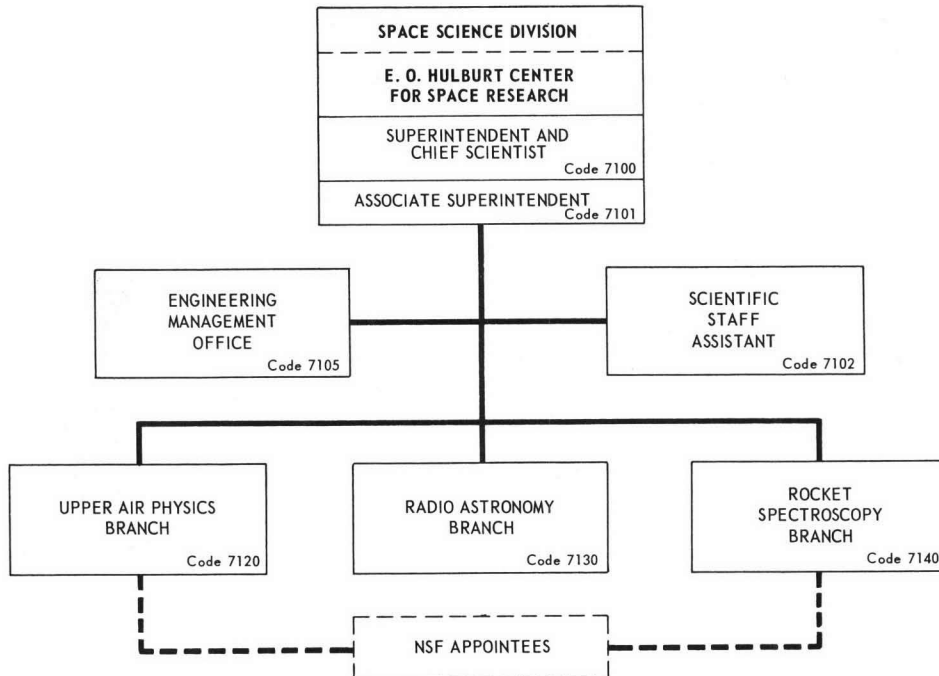 SPACE SCIENCE DIVISION
E. O. HULBURT CENTER
FOR SPACE RESEARCH
SUPERINTENDENT AND
CHIEF SCIENTIST
Code 7100
ASSOCIATE SUPERINTENDENT
Code 7101
ENGINEERING
MANAGEMENT
OFFICE
Code 7105
SCIENTIFIC
STAFF
ASSISTANT
Code 7102
UPPER AIR PHYSICS
BRANCH
Code 7120
RADIO ASTRONOMY
BRANCH
Code 7130
ROCKET
SPECTROSCOPY
BRANCH
Code 7140
NSF APPOINTEES